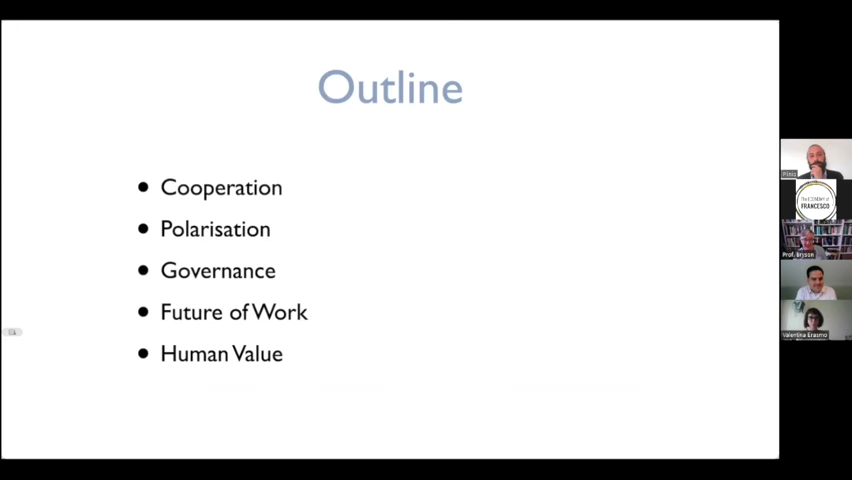 Outline
Cooperation
Polarisation
Governance
Future of Work
Human Value
Plinio
The ECONOMY of
FRANCESCO
Prof. Bryson
Valentina Erasmo